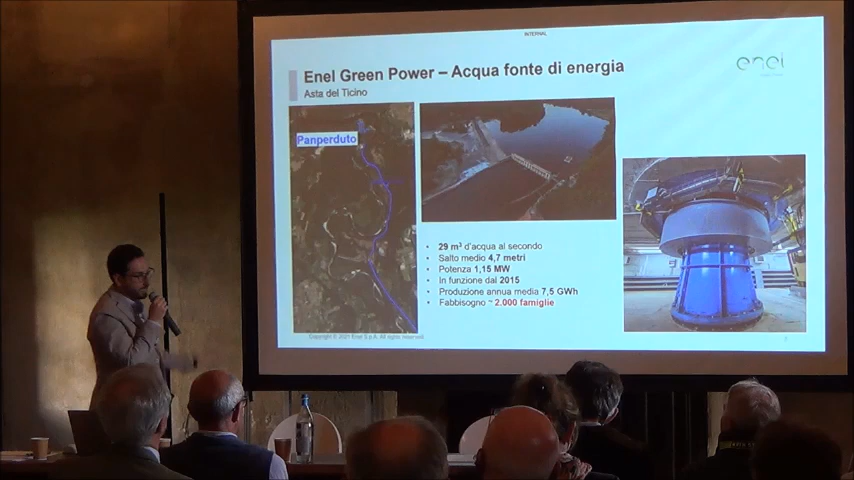 INTERNAL
Enel Green Power – Acqua fonte di energia
enel
Asta del Ticino
Panperduto
• 29 m³ d'acqua al secondo
• Salto medio 4,7 metri
• Potenza 1,15 MW
• In funzione dal 2015
• Produzione annua media 7,5 GWh
• Fabbisogno ~ 2.000 famiglie
Copyright © 2021 Enel S.p.A. All rights reserved